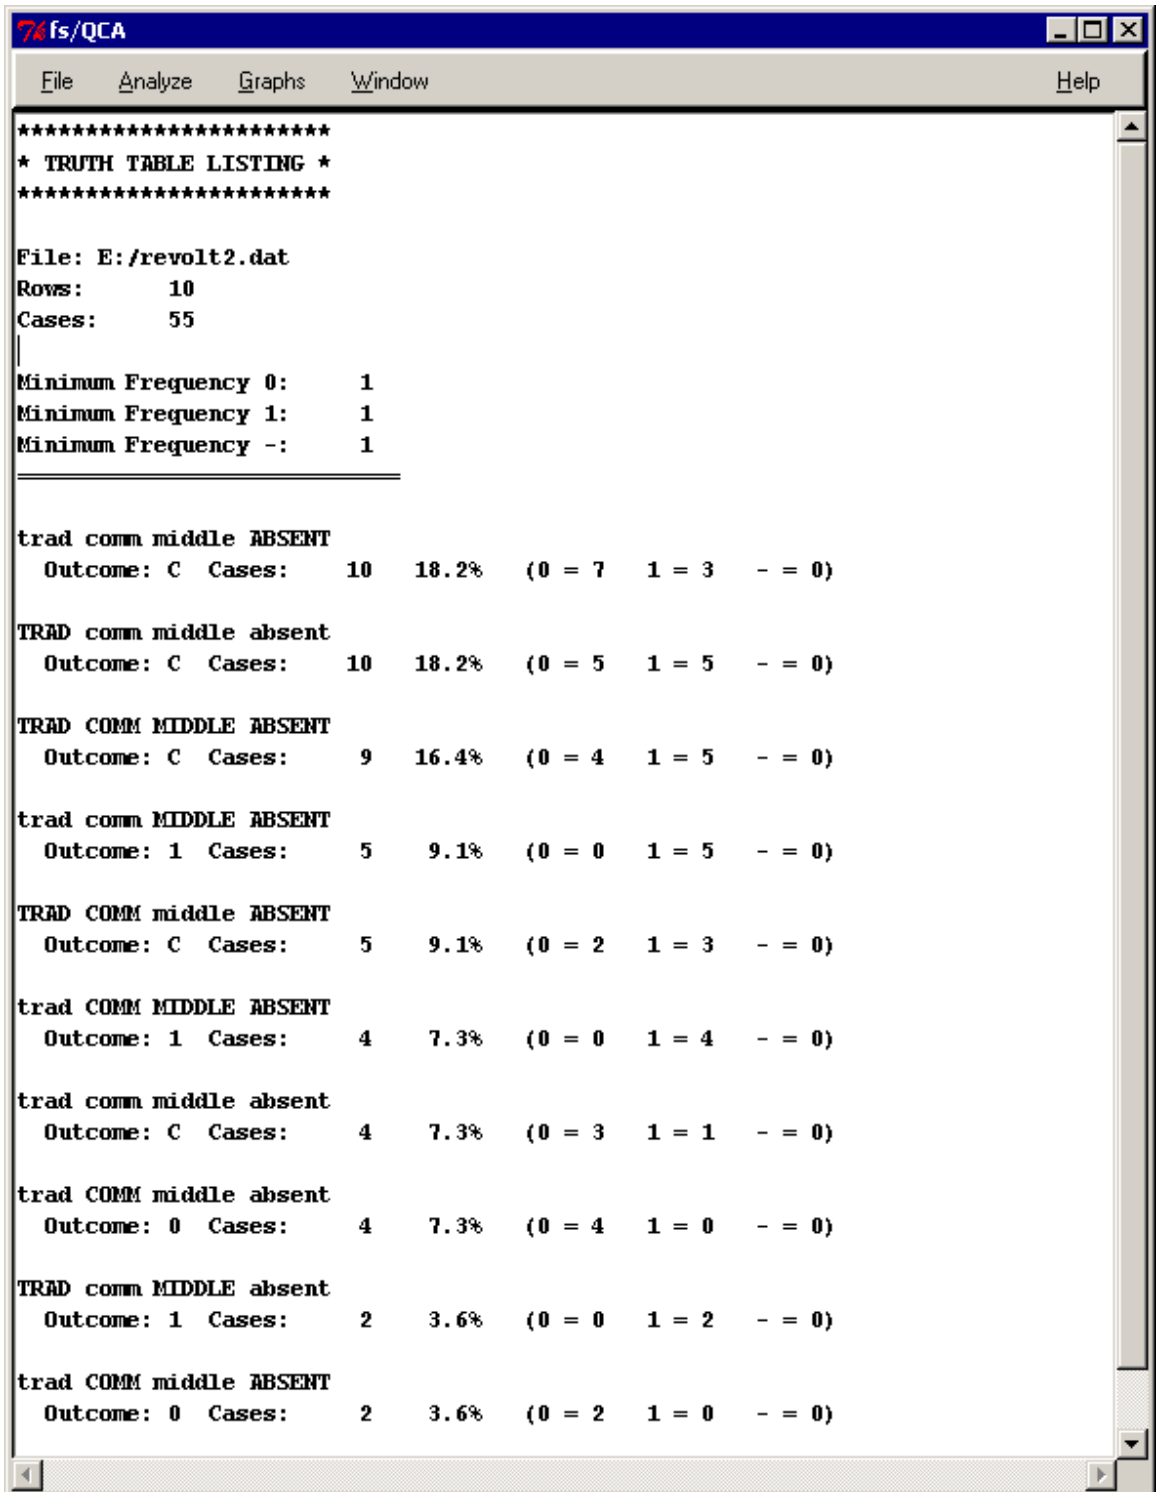 fs/QCA
File Analyze Graphs Window Help
************************
* TRUTH TABLE LISTING *
************************
File: E:/revolt2.dat
Rows: 10
Cases: 55
Minimum Frequency 0: 1
Minimum Frequency 1: 1
Minimum Frequency -: 1
trad comm middle ABSENT
Outcome: C Cases: 10 18.2% (0 = 7 1 = 3 - = 0)
TRAD comm middle absent
Outcome: C Cases: 10 18.2% (0 = 5 1 = 5 - = 0)
TRAD COMM MIDDLE ABSENT
Outcome: C Cases: 9 16.4% (0 = 4 1 = 5 - = 0)
trad comm MIDDLE ABSENT
Outcome: 1 Cases: 5 9.1% (0 = 0 1 = 5 - = 0)
TRAD COMM middle ABSENT
Outcome: C Cases: 5 9.1% (0 = 2 1 = 3 - = 0)
trad COMM MIDDLE ABSENT
Outcome: 1 Cases: 4 7.3% (0 = 0 1 = 4 - = 0)
trad comm middle absent
Outcome: C Cases: 4 7.3% (0 = 3 1 = 1 - = 0)
trad COMM middle absent
Outcome: 0 Cases: 4 7.3% (0 = 4 1 = 0 - = 0)
TRAD comm MIDDLE absent
Outcome: 1 Cases: 2 3.6% (0 = 0 1 = 2 - = 0)
trad COMM middle ABSENT
Outcome: 0 Cases: 2 3.6% (0 = 2 1 = 0 - = 0)